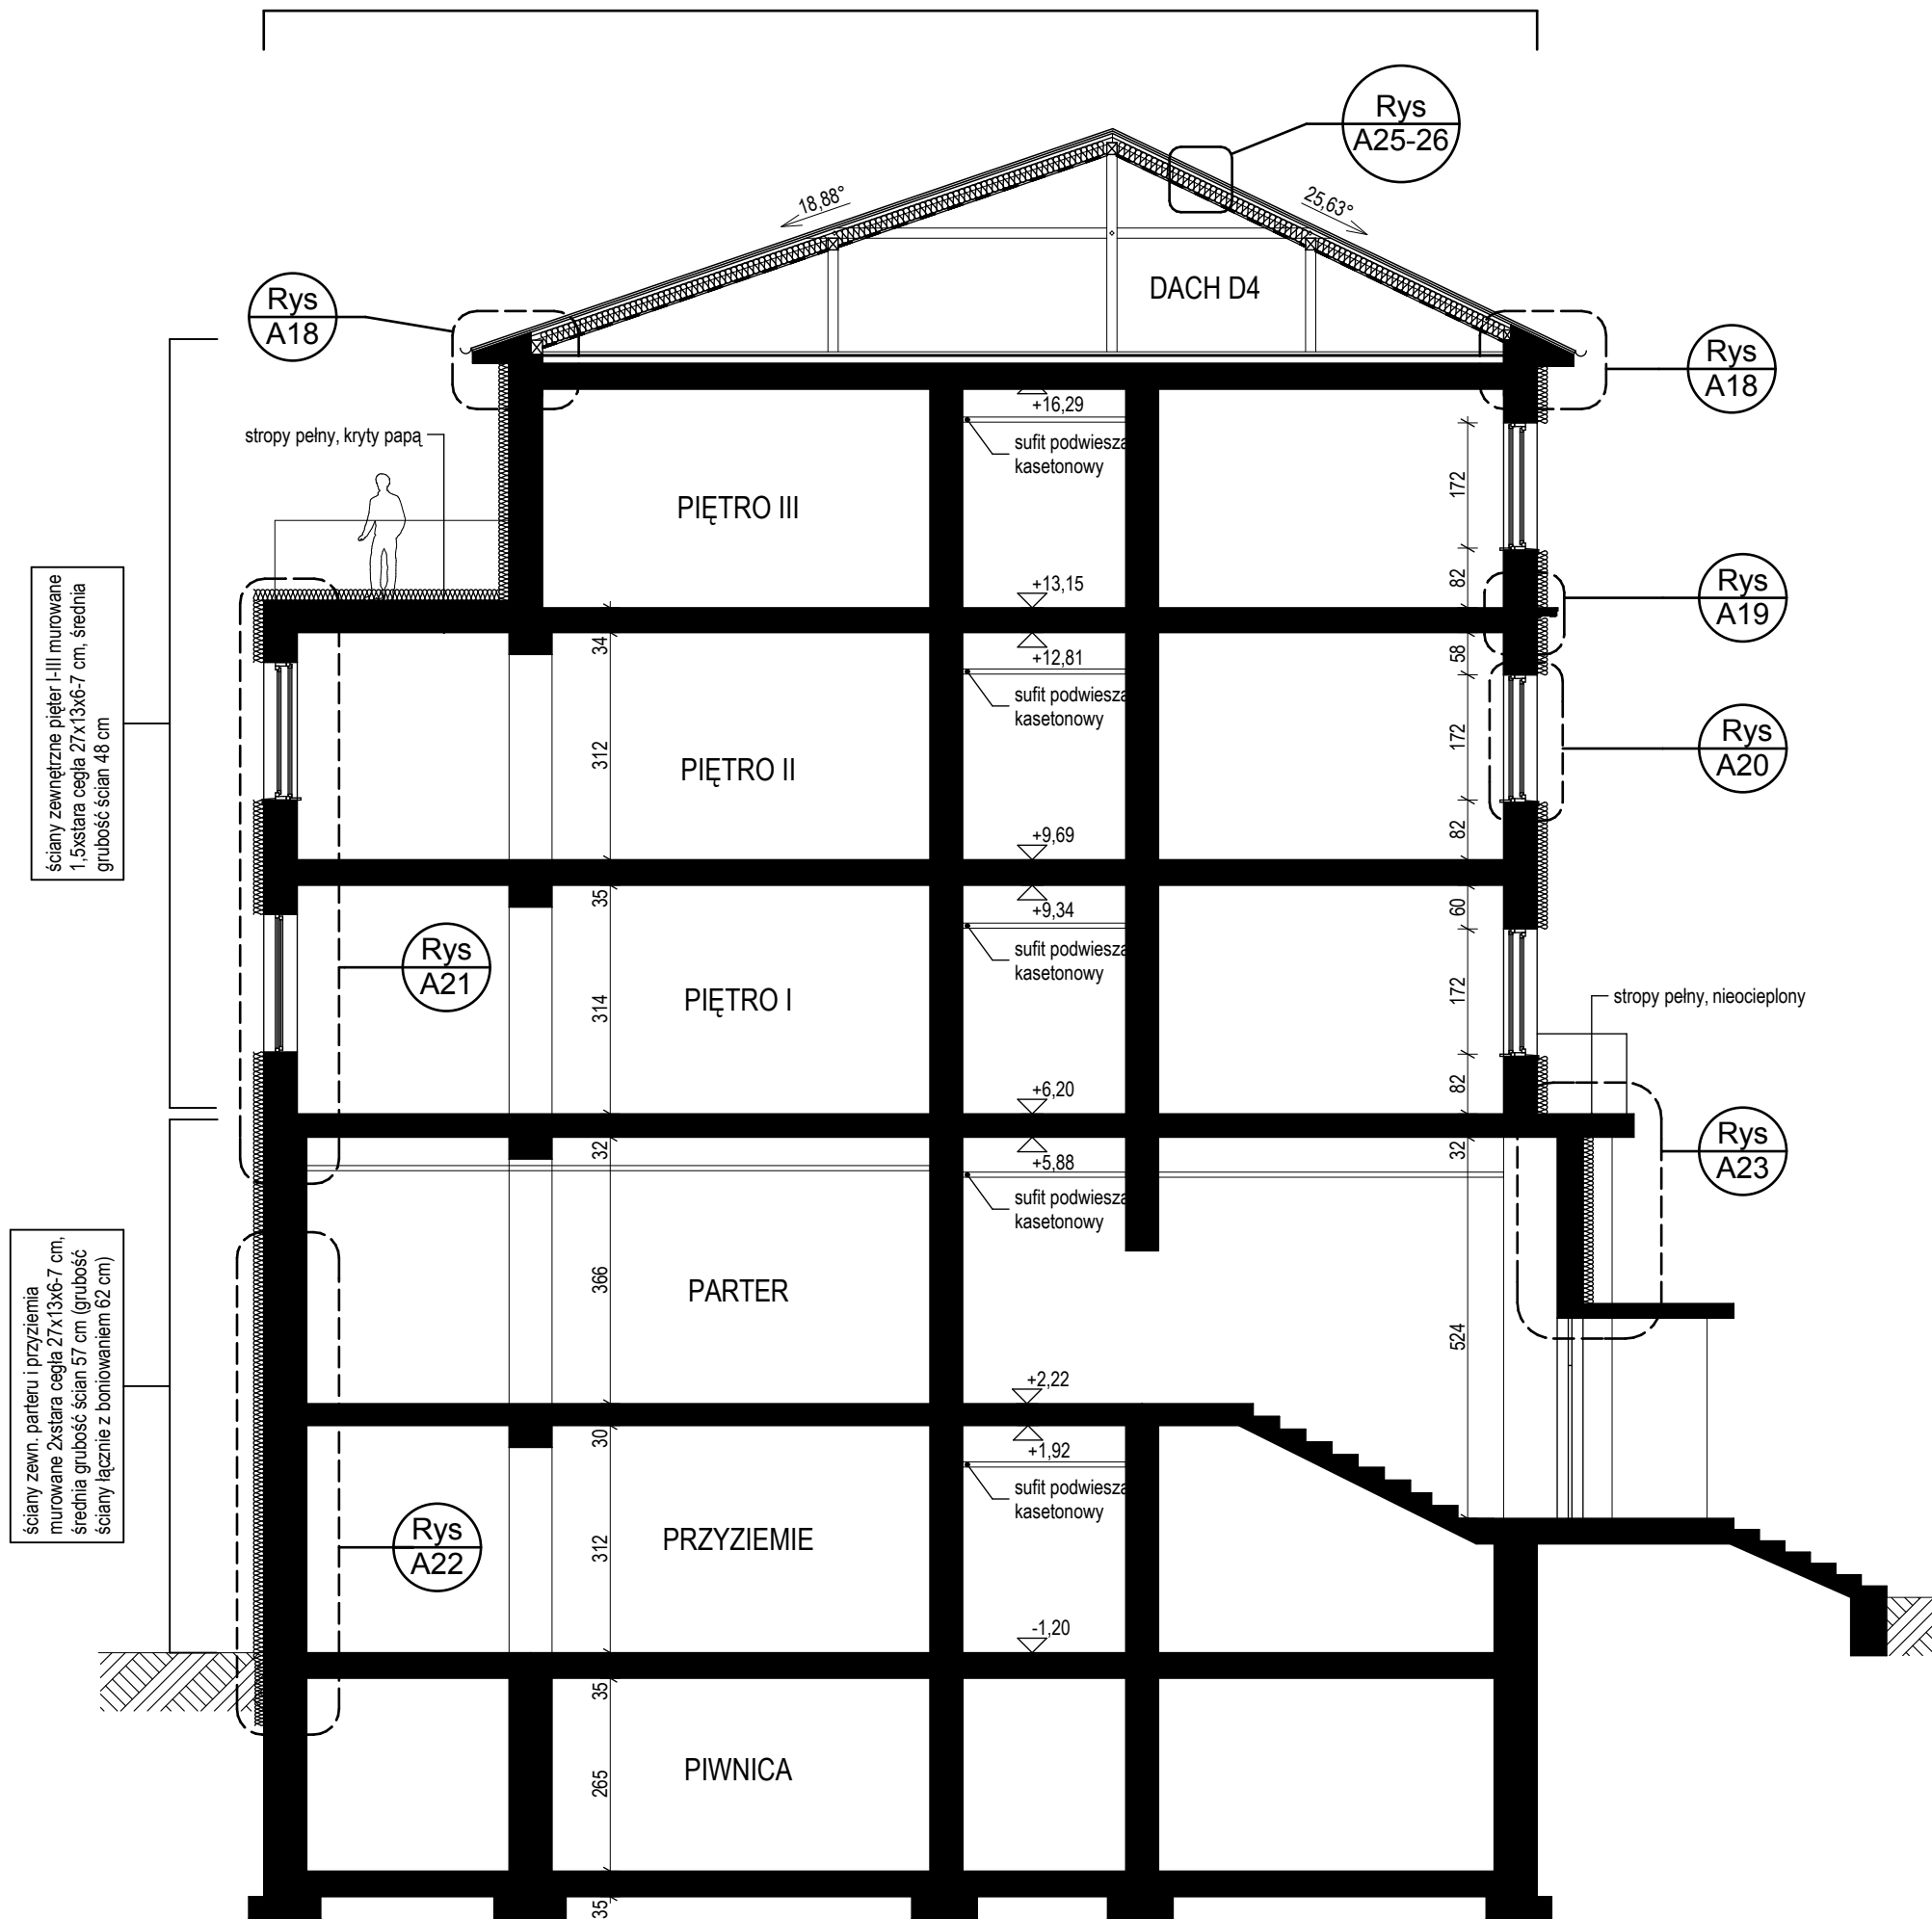 Rys
A25-26
18,88°
25,63°
DACH D4
Rys
A18
Rys
A18
+16,29
stropy pełny, kryty papą
sufit podwiesza
kasetonowy
172
PIĘTRO III
82
+13,15
Rys
A19
ściany zewnętrzne pięter I-III murowane
1,5xstara cegła 27x13x6-7 cm, średnia
grubość ścian 48 cm
34
+12,81
58
sufit podwiesza
kasetonowy
312
PIĘTRO II
172
Rys
A20
+9,69
82
35
+9,34
60
sufit podwiesza
kasetonowy
Rys
A21
314
PIĘTRO I
172
stropy pełny, nieocieplony
+6,20
82
32
+5,88
32
Rys
A23
sufit podwiesza
kasetonowy
ściany zewn. parteru i przyziemia
murowane 2xstara cegła 27x13x6-7 cm,
średnia grubość ścian 57 cm (grubość
ściany łącznie z boniowaniem 62 cm)
366
PARTER
524
+2,22
30
+1,92
sufit podwiesza
kasetonowy
Rys
A22
312
PRZYZIEMIE
-1,20
35
265
PIWNICA
35